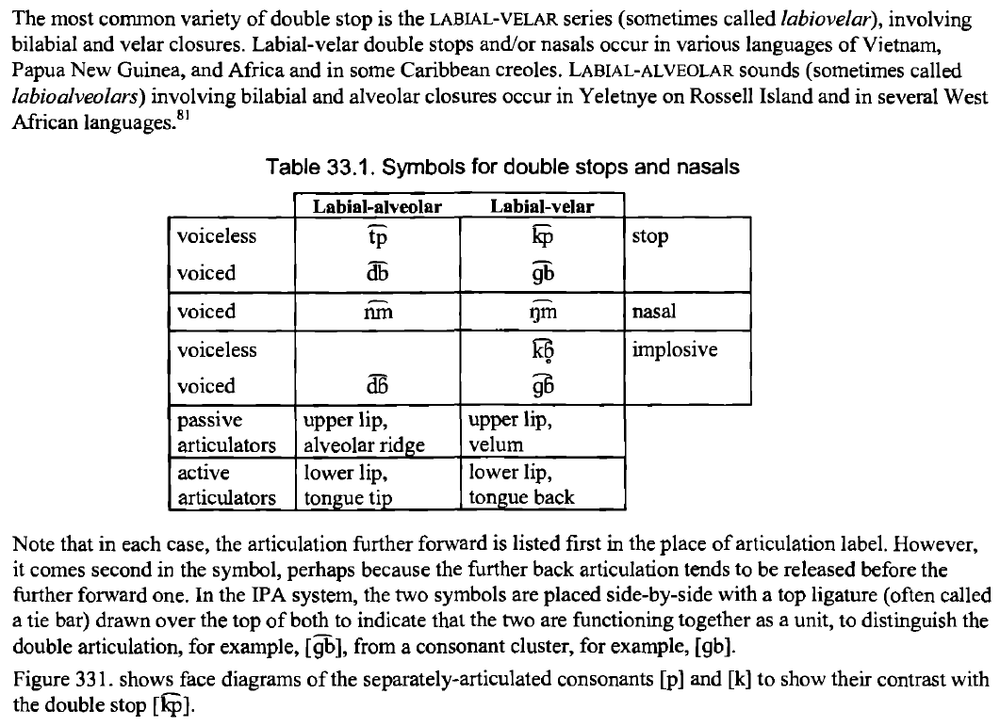 The most common variety of double stop is the LABIAL-VELAR series (sometimes called labiovelar), involving
bilabial and velar closures. Labial-velar double stops and/or nasals occur in various languages of Vietnam,
Papua New Guinea, and Africa and in some Caribbean creoles. LABIAL-ALVEOLAR sounds (sometimes called
labioalveolars) involving bilabial and alveolar closures occur in Yeletnye on Rossell Island and in several West
African languages.81
Table 33.1. Symbols for double stops and nasals
Labial-alveolar Labial-velar
voiceless t͡p k͡p stop
voiced d͡b g͡b
voiced n͡m ŋ͡m nasal
voiceless k͡ɓ̥ implosive
voiced d͡ɓ g͡ɓ
passive upper lip, upper lip,
articulators alveolar ridge velum
active lower lip, lower lip,
articulators tongue tip tongue back
Note that in each case, the articulation further forward is listed first in the place of articulation label. However,
it comes second in the symbol, perhaps because the further back articulation tends to be released before the
further forward one. In the IPA system, the two symbols are placed side-by-side with a top ligature (often called
a tie bar) drawn over the top of both to indicate that the two are functioning together as a unit, to distinguish the
double articulation, for example, [g͡b], from a consonant cluster, for example, [gb].
Figure 331. shows face diagrams of the separately-articulated consonants [p] and [k] to show their contrast with
the double stop [k͡p].